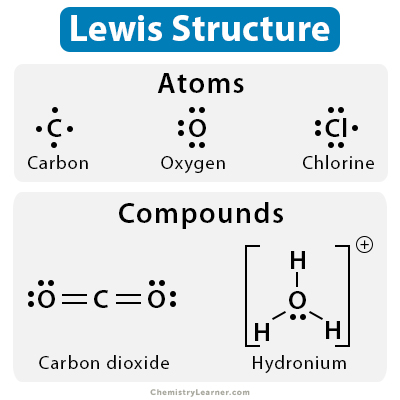 Lewis Structure
Atoms
C O Cl
Carbon Oxygen Chlorine
Compounds
O C O
H
O
H H
+
Carbon dioxide Hydronium
ChemistryLearner.com